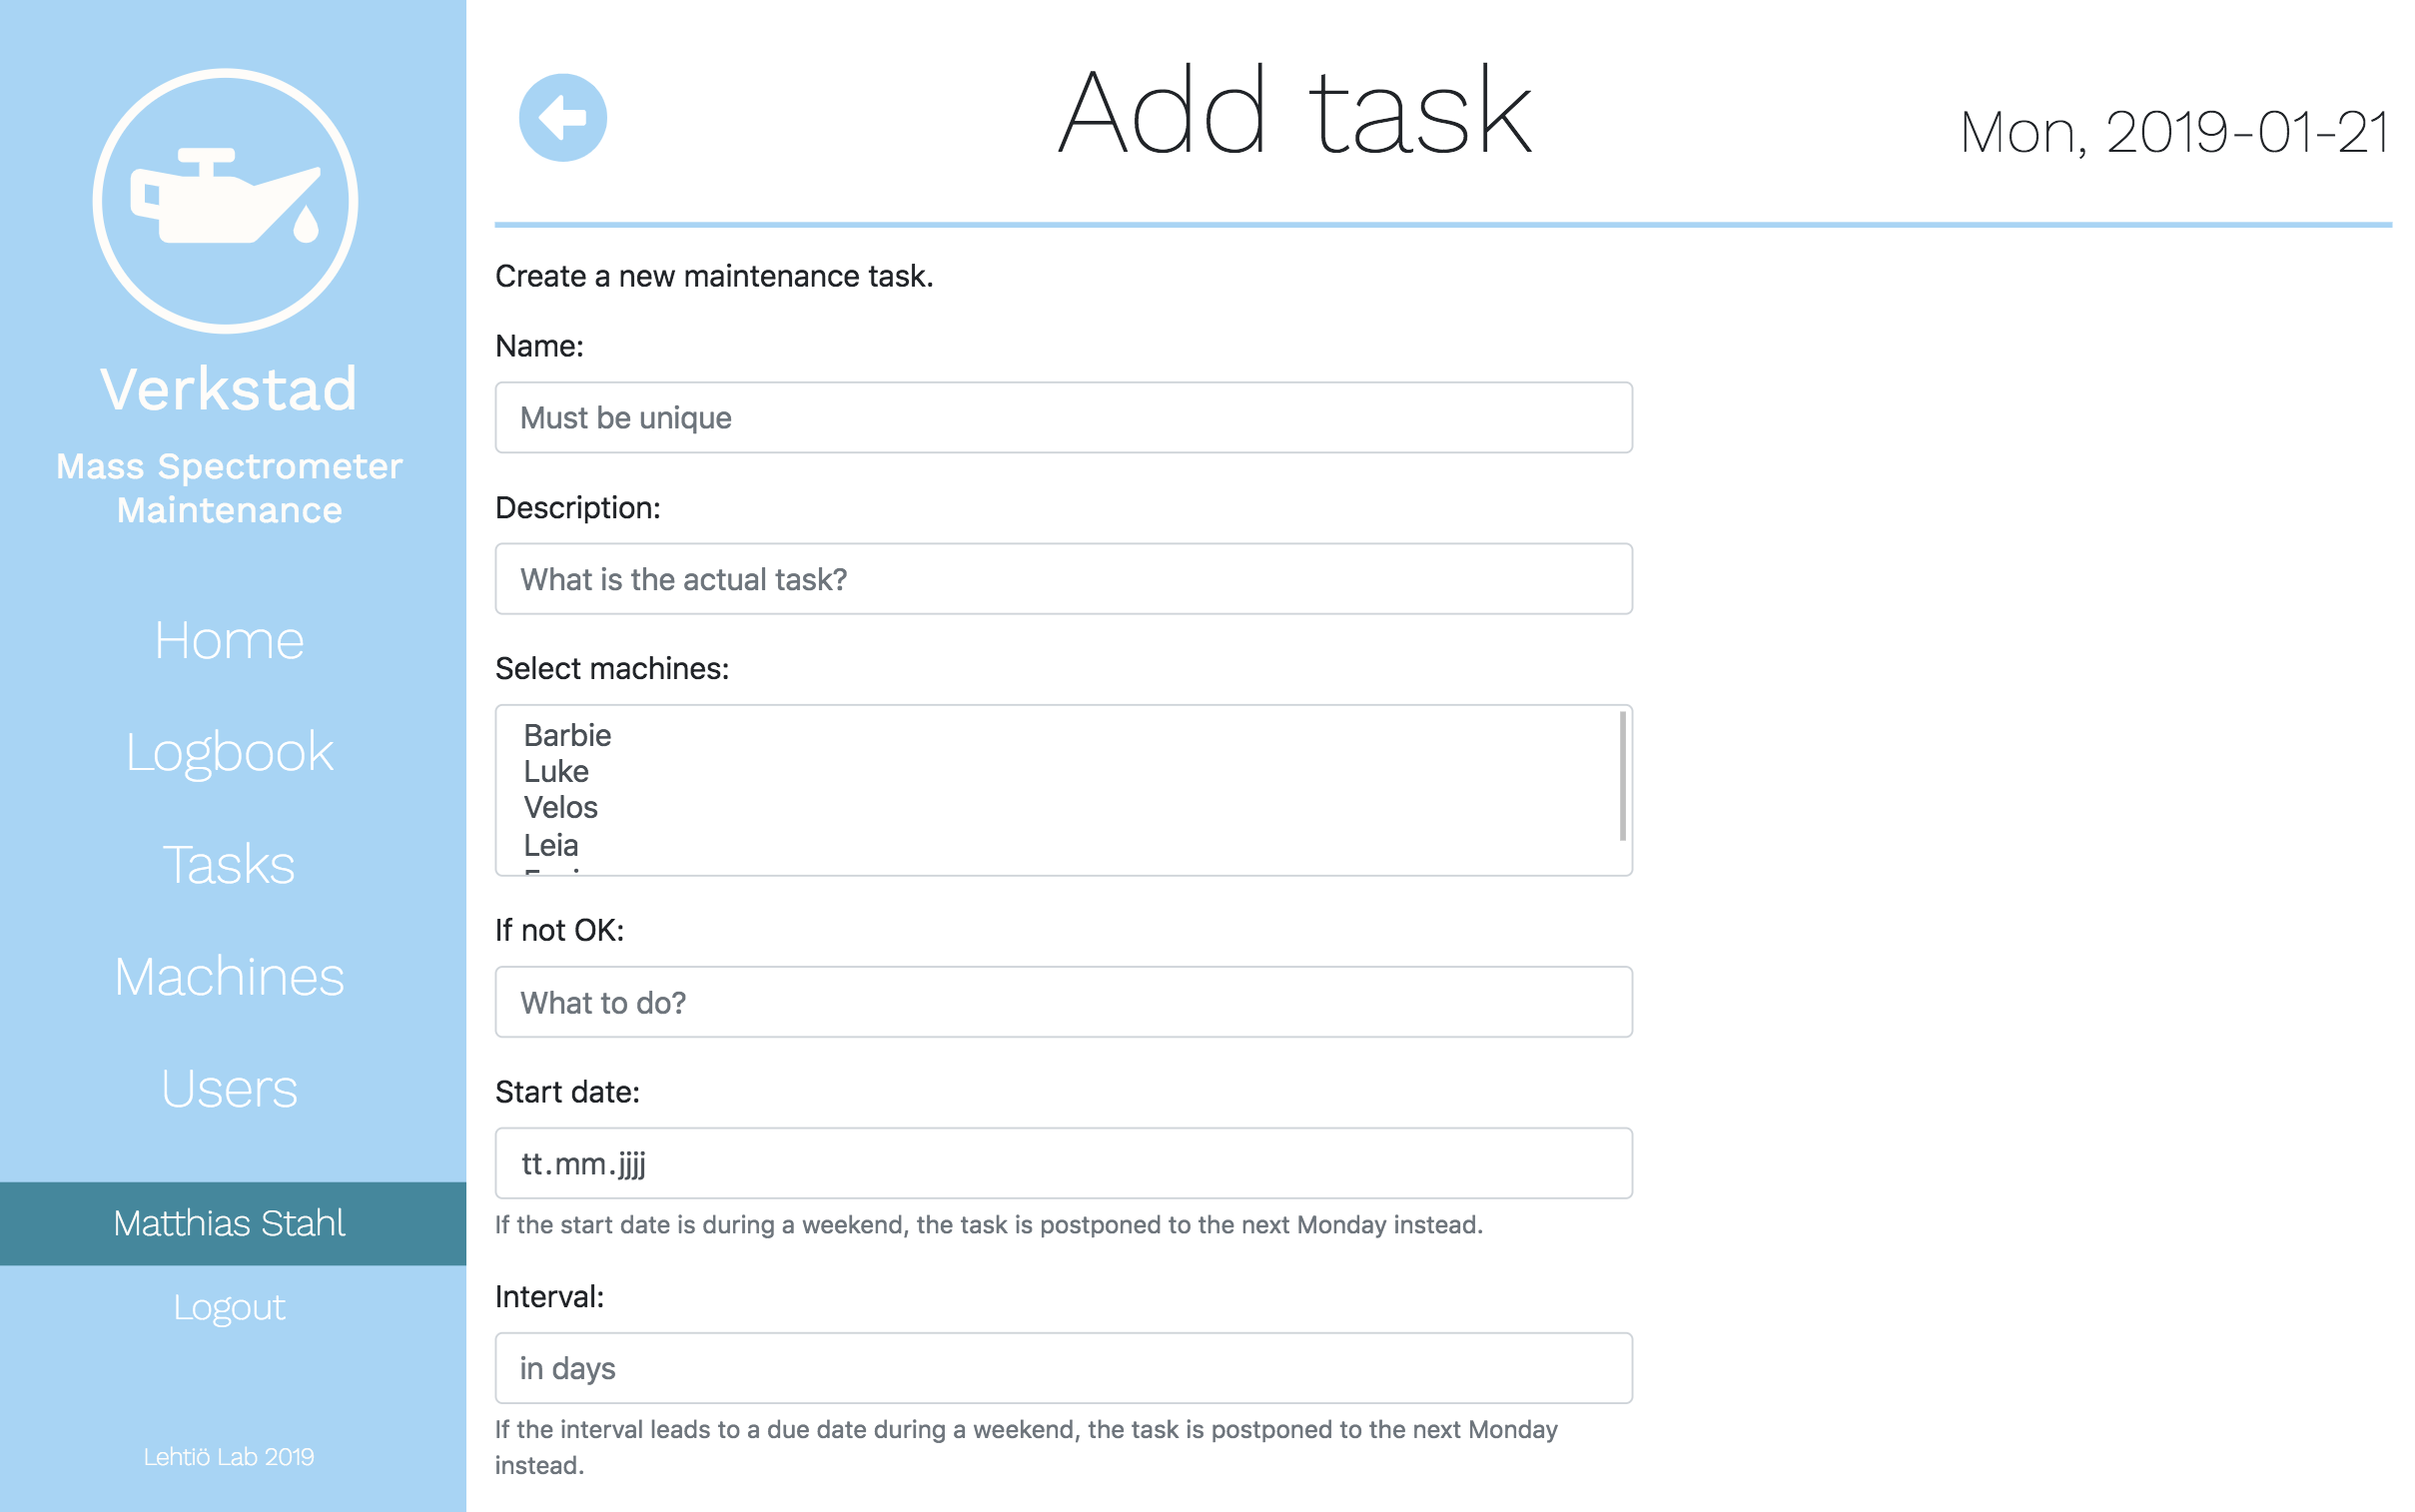 Verkstad
Mass Spectrometer
Maintenance
Home
Logbook
Tasks
Machines
Users
Matthias Stahl
Logout
Lehtiö Lab 2019
Add task
Mon, 2019-01-21
Create a new maintenance task.
Name:
Must be unique
Description:
What is the actual task?
Select machines:
Barbie
Luke
Velos
Leia
If not OK:
What to do?
Start date:
tt.mm.jjjj
If the start date is during a weekend, the task is postponed to the next Monday instead.
Interval:
in days
If the interval leads to a due date during a weekend, the task is postponed to the next Monday
instead.